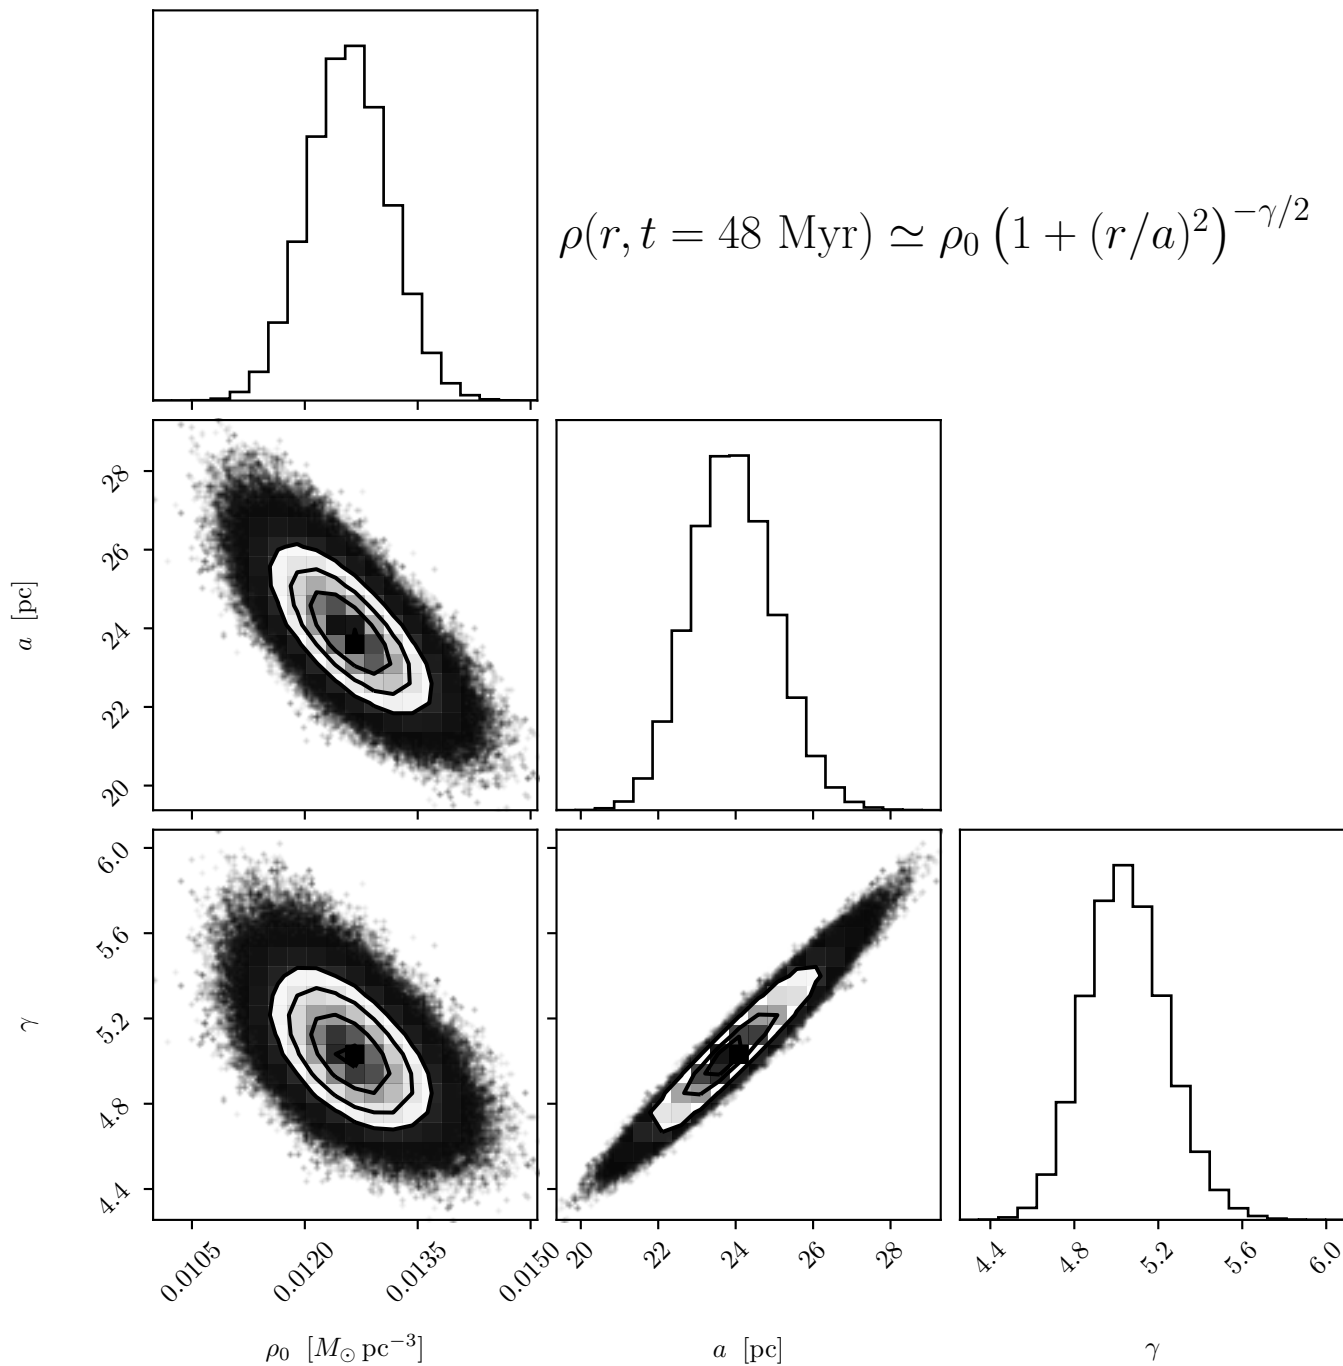 ρ(r, t = 48 Myr) ≃ ρ₀ (1 + (r/a)²)^{−γ/2}
28
26
24
22
20
a [pc]
6.0
5.6
5.2
4.8
4.4
γ
0.0105 0.0120 0.0135 0.0150
20 22 24 26 28
4.4 4.8 5.2 5.6 6.0
ρ₀ [M☉ pc⁻³]
a [pc]
γ